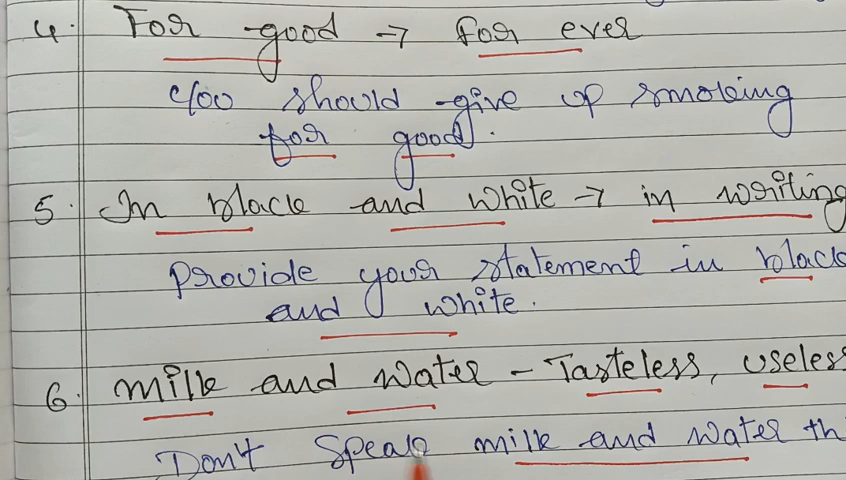 4. For good → for ever
You should give up smoking
for good.
5. In black and white → in writing
Provide your statement in black
and white.
6. Milk and water - Tasteless, useless
Don't speak milk and water th